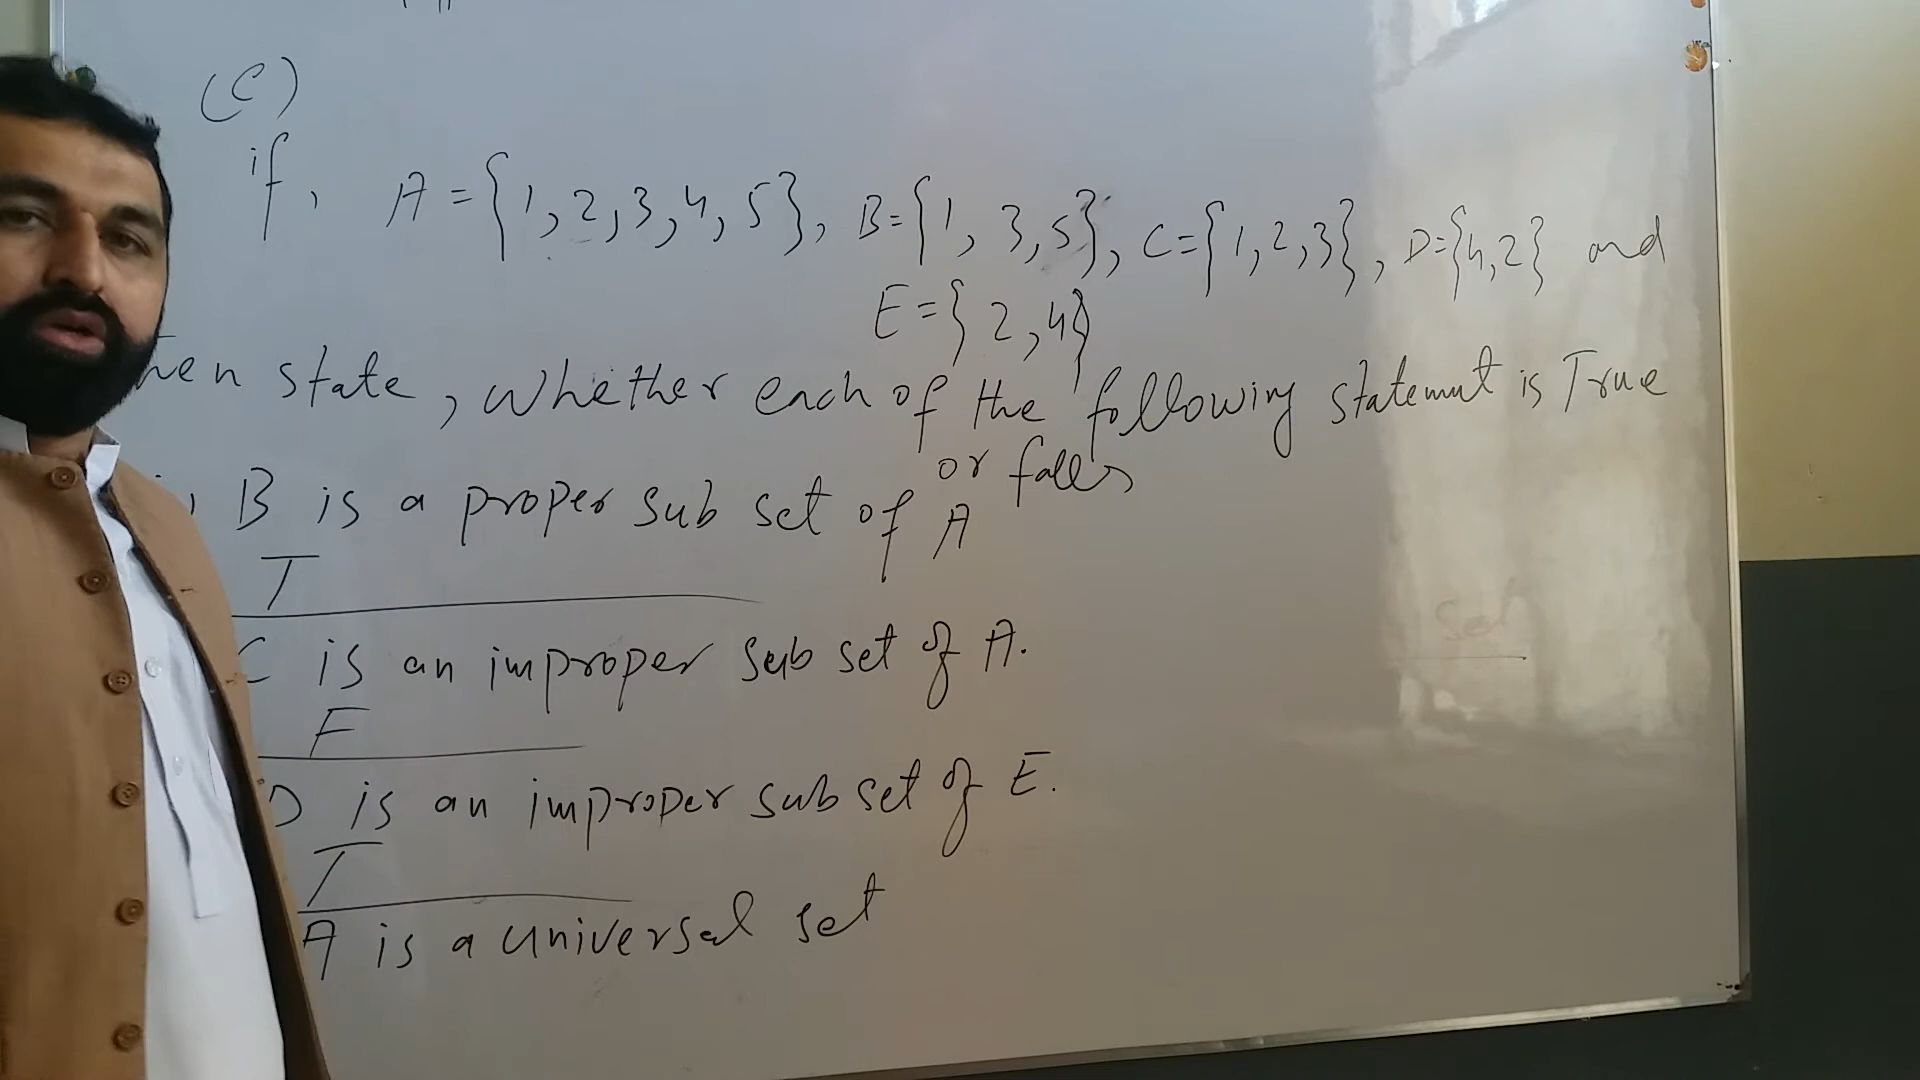 (C)
if, A = {1, 2, 3, 4, 5}, B = {1, 3, 5}, C = {1, 2, 3}, D = {4, 2} and
E = {2, 4}
hen state, whether each of the following statemnt is True
or falls
B is a proper sub set of A
T
C is an improper sub set of A.
F
D is an improper sub set of E.
T
A is a universal set